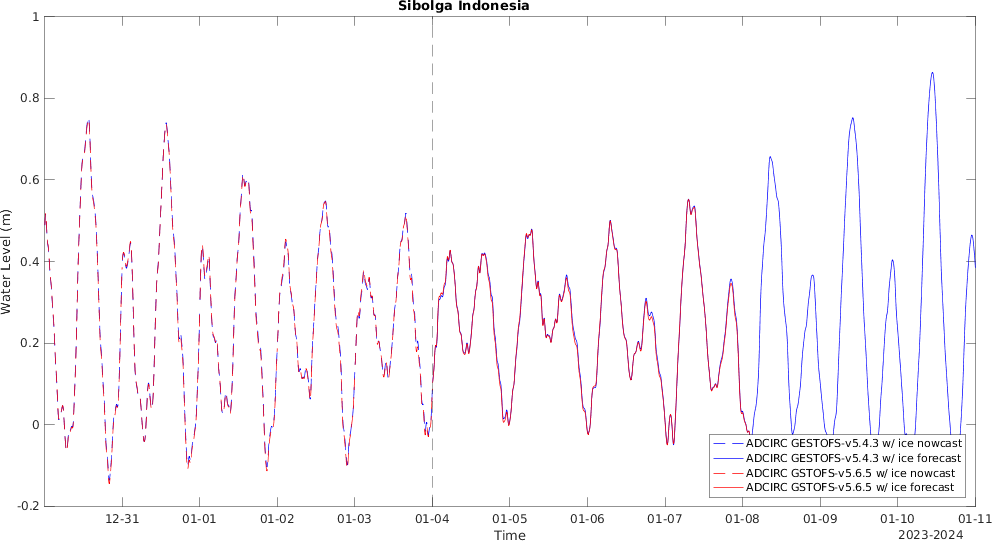 Sibolga Indonesia
1
0.8
0.6
0.4
0.2
0
-0.2
Water Level (m)
ADCIRC GESTOFS-v5.4.3 w/ ice nowcast
ADCIRC GESTOFS-v5.4.3 w/ ice forecast
ADCIRC GSTOFS-v5.6.5 w/ ice nowcast
ADCIRC GSTOFS-v5.6.5 w/ ice forecast
12-31 01-01 01-02 01-03 01-04 01-05 01-06 01-07 01-08 01-09 01-10 01-11
Time
2023-2024